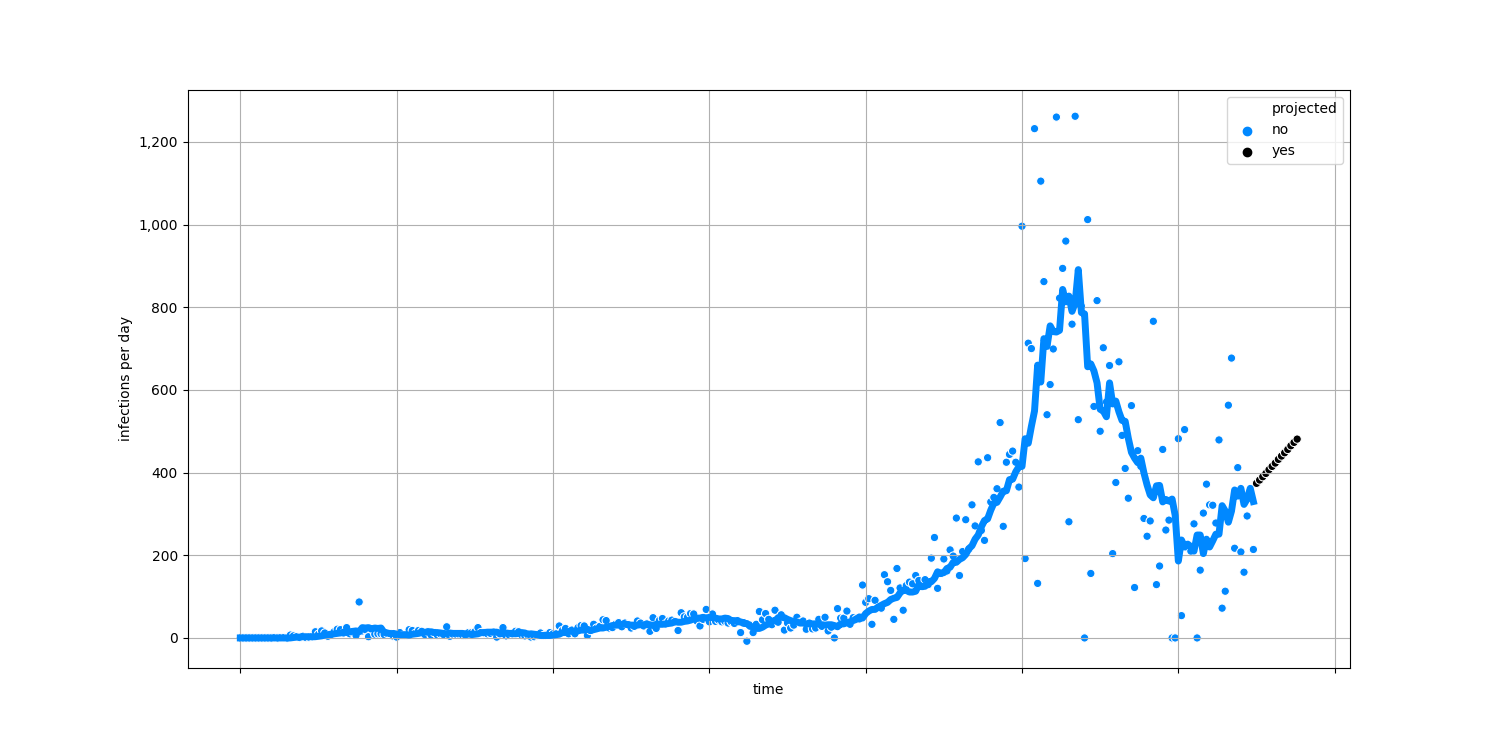 projected
no
yes
1,200
1,000
800
600
400
200
0
infections per day
time